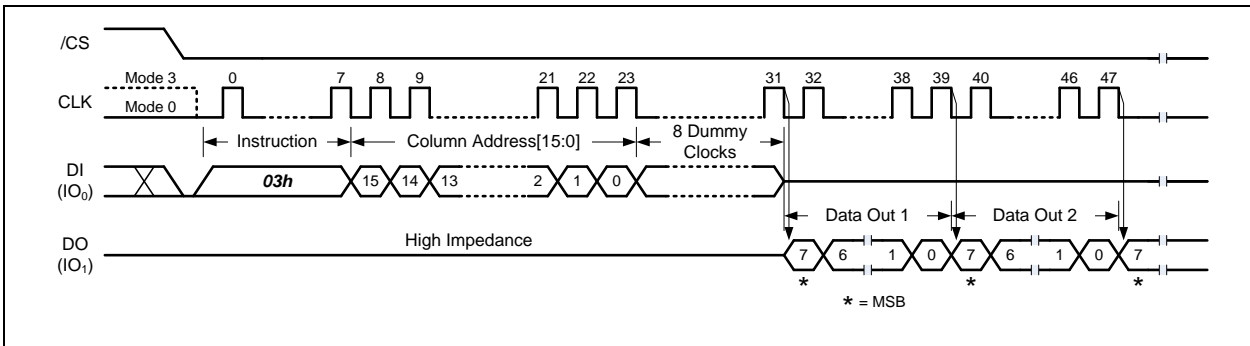 /CS
Mode 3 0 7 8 9 21 22 23 31 32 38 39 40 46 47
CLK Mode 0
Instruction Column Address[15:0] 8 Dummy
Clocks
DI
(IO₀) 03h 15 14 13 2 1 0
Data Out 1 Data Out 2
DO High Impedance
(IO₁) 7 6 1 0 7 6 1 0 7
* * *
* = MSB